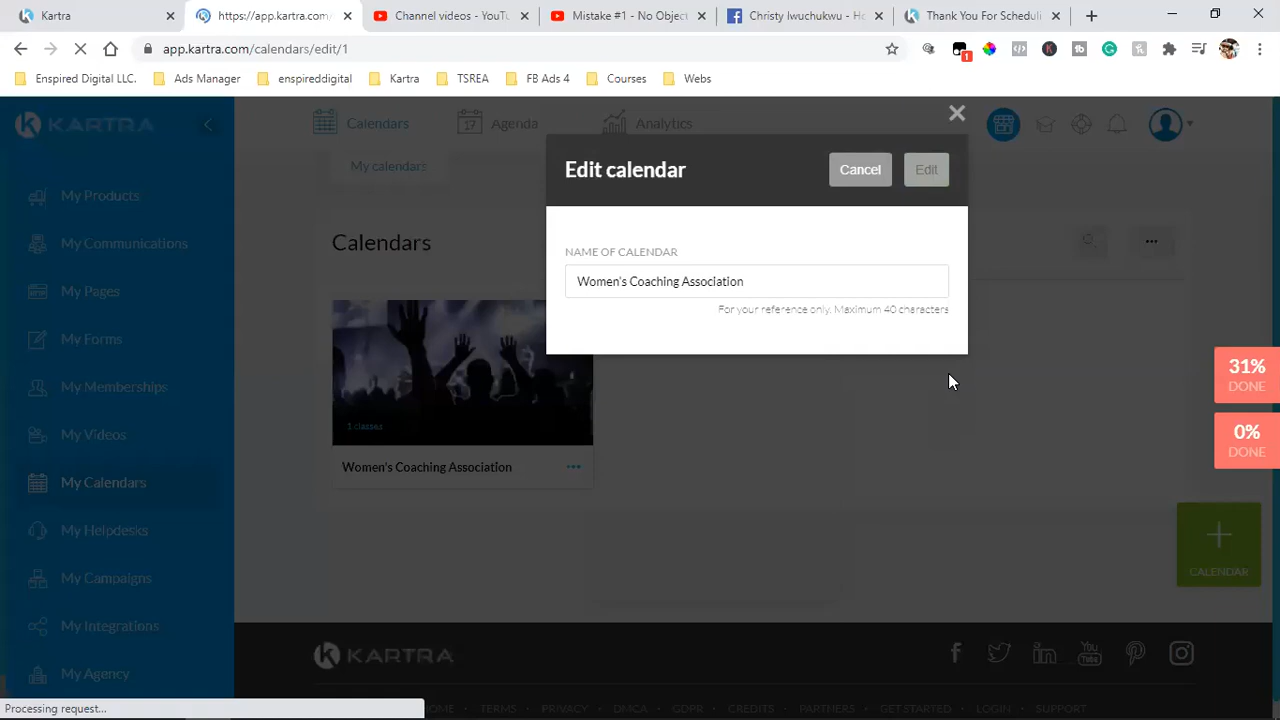 Kartra
https://app.kartra.com/
Channel videos - YouT
Mistake #1 - No Object
Christy Iwuchukwu - Ho
Thank You For Scheduli
app.kartra.com/calendars/edit/1
1
Enspired Digital LLC.
Ads Manager
enspireddigital
Kartra
TSREA
FB Ads 4
Courses
Webs
KARTRA
Calendars
17
Agenda
Analytics
My calendars
Edit calendar
Cancel
Edit
My Products
My Communications
My Pages
My Forms
My Memberships
My Videos
My Calendars
My Helpdesks
My Campaigns
My Integrations
My Agency
Calendars
NAME OF CALENDAR
Women's Coaching Association
For your reference only. Maximum 40 characters
1 classes
Women's Coaching Association
31%
DONE
0%
DONE
CALENDAR
KARTRA
You
Tube
HOME
TERMS
PRIVACY
DMCA
GDPR
CREDITS
PARTNERS
GET STARTED
LOGIN
SUPPORT
Processing request...